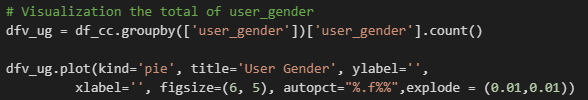 # Visualization the total of user_gender
dfv_ug = df_cc.groupby(['user_gender'])['user_gender'].count()
dfv_ug.plot(kind='pie', title='User Gender', ylabel='',
xlabel='', figsize=(6, 5), autopct="%.f%%",explode = (0.01,0.01))